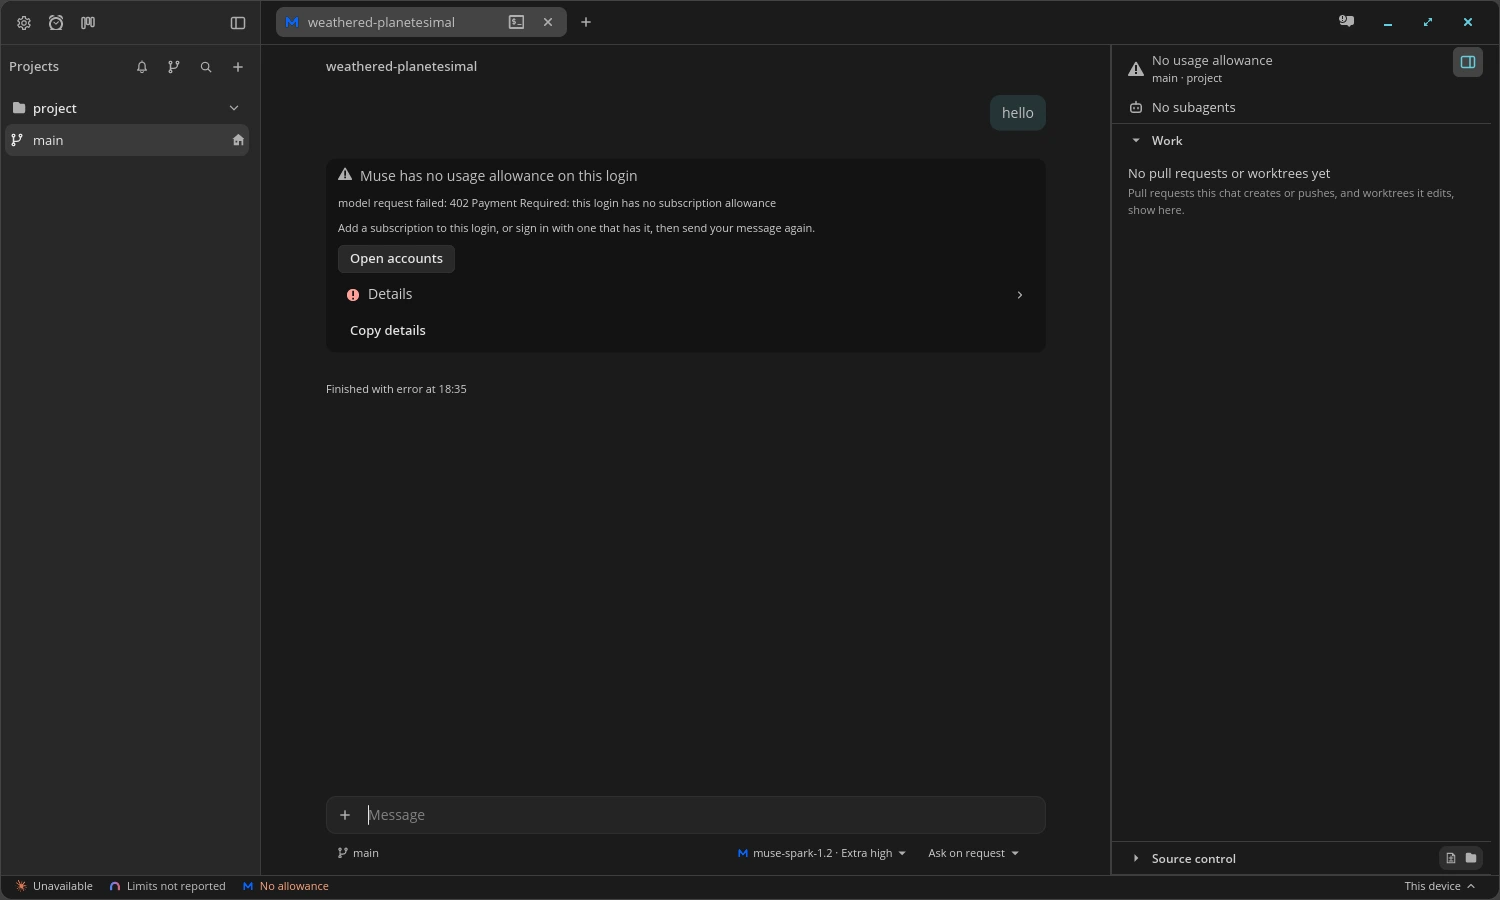 weathered-planetesimal
Projects
project
main
weathered-planetesimal
hello
Muse has no usage allowance on this login
model request failed: 402 Payment Required: this login has no subscription allowance
Add a subscription to this login, or sign in with one that has it, then send your message again.
Open accounts
Details
Copy details
Finished with error at 18:35
Message
main
muse-spark-1.2 · Extra high
Ask on request
No usage allowance
main · project
No subagents
Work
No pull requests or worktrees yet
Pull requests this chat creates or pushes, and worktrees it edits,
show here.
Source control
Unavailable
Limits not reported
No allowance
This device